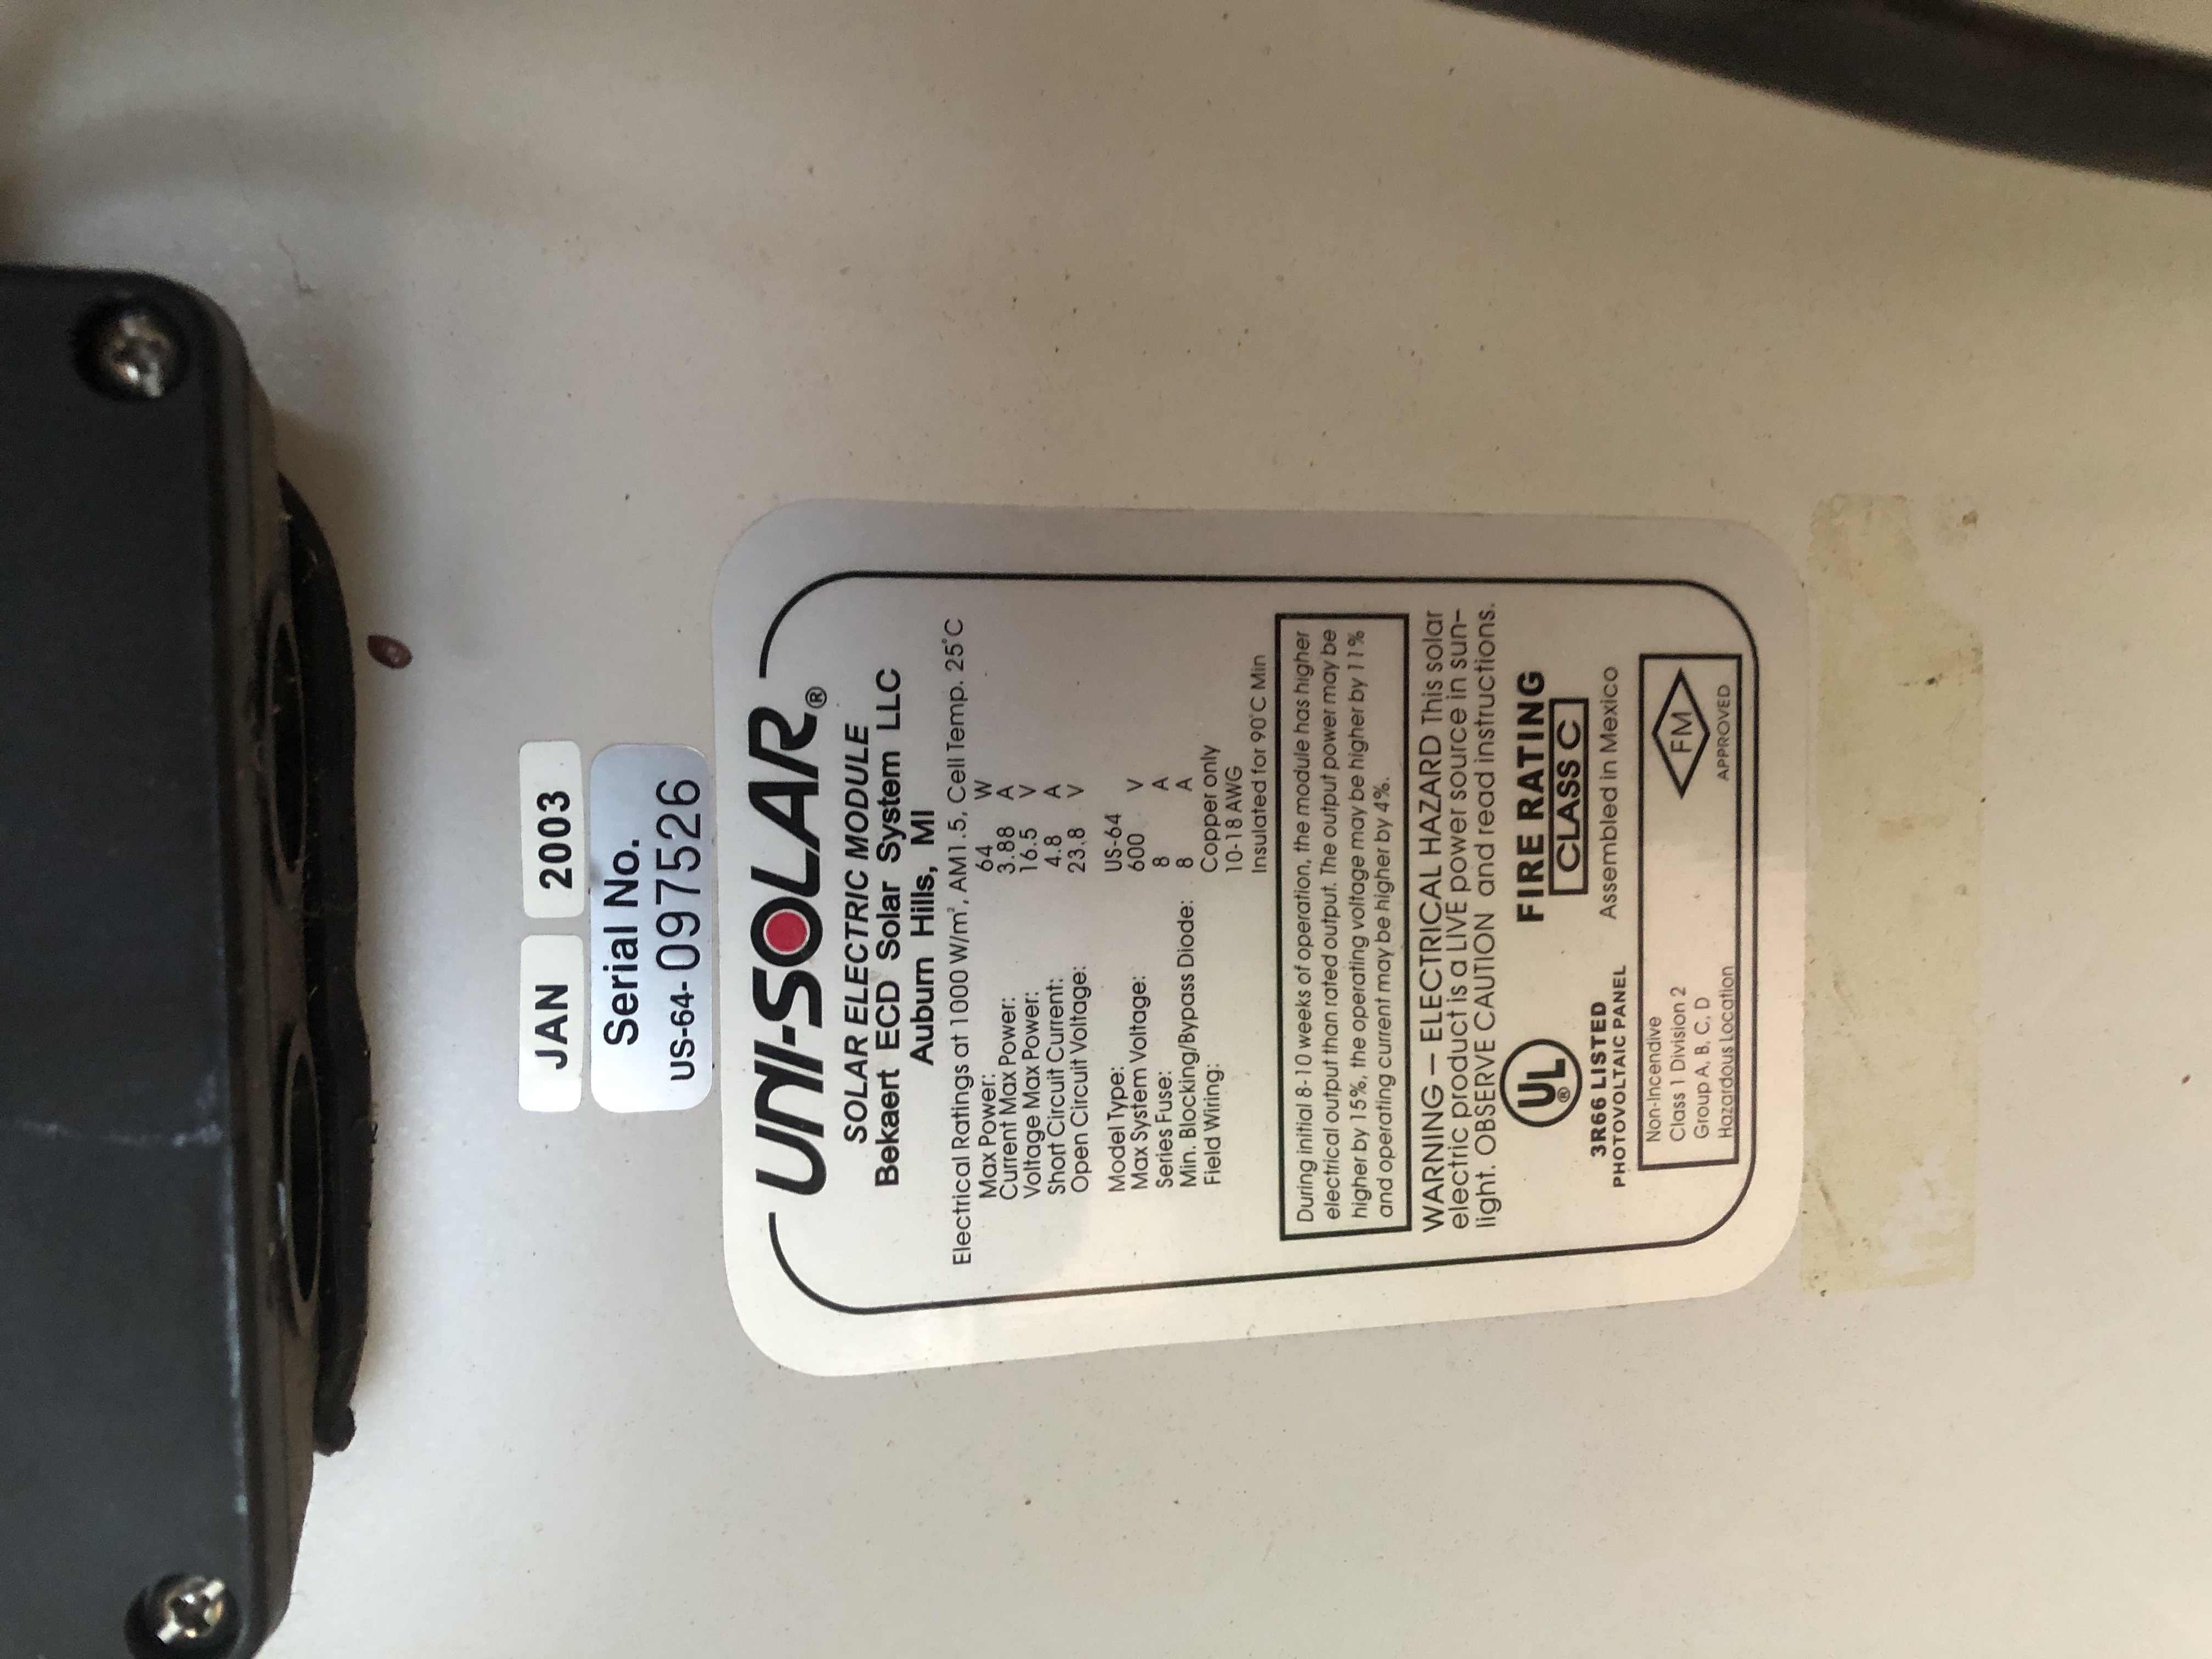 JAN 2003
Serial No.
US-64-097526
UNI-SOLAR®
SOLAR ELECTRIC MODULE
Bekaert ECD Solar System LLC
Auburn Hills, MI
Electrical Ratings at 1000 W/m², AM1.5, Cell Temp. 25°C
Max Power: 64 W
Current Max Power: 3.88 A
Voltage Max Power: 16.5 V
Short Circuit Current: 4.8 A
Open Circuit Voltage: 23.8 V
Model Type: US-64
Max System Voltage: 600 V
Series Fuse: 8 A
Min. Blocking/Bypass Diode: 8 A
Field Wiring: Copper only
10-18 AWG
Insulated for 90°C Min
During initial 8-10 weeks of operation, the module has higher
electrical output than rated output. The output power may be
higher by 15%, the operating voltage may be higher by 11%
and operating current may be higher by 4%.
WARNING – ELECTRICAL HAZARD This solar
electric product is a LIVE power source in sun-
light. OBSERVE CAUTION and read instructions.
UL®
FIRE RATING
CLASS C
3R66 LISTED
PHOTOVOLTAIC PANEL
Assembled in Mexico
Non-Incendive
Class 1 Division 2
Group A, B, C, D
Hazardous Location
FM
APPROVED